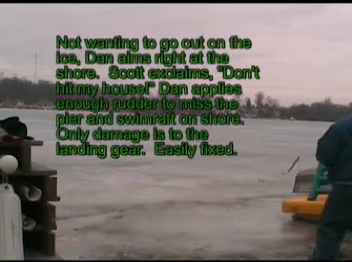 Not wanting to go out on the
ice, Dan aims right at the
shore.  Scott exclaims, "Don't
hit my house!" Dan applies
enough rudder to miss the
pier and swimraft on shore.
Only damage is to the
landing gear.  Easily fixed.